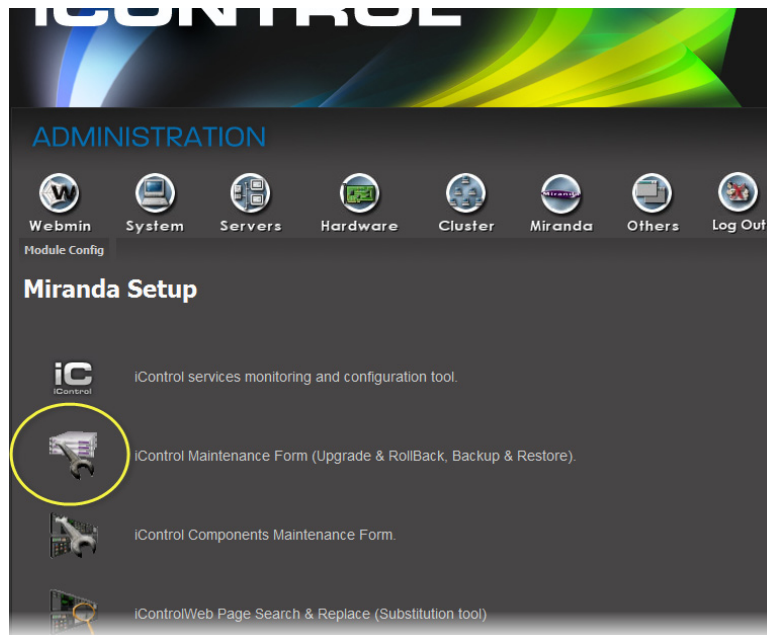 iCONTROL
ADMINISTRATION
W
Miranda
Webmin System Servers Hardware Cluster Miranda Others Log Out
Module Config
Miranda Setup
iC
iControl
iControl services monitoring and configuration tool.
iControl Maintenance Form (Upgrade & RollBack, Backup & Restore).
iControl Components Maintenance Form.
iControlWeb Page Search & Replace (Substitution tool)